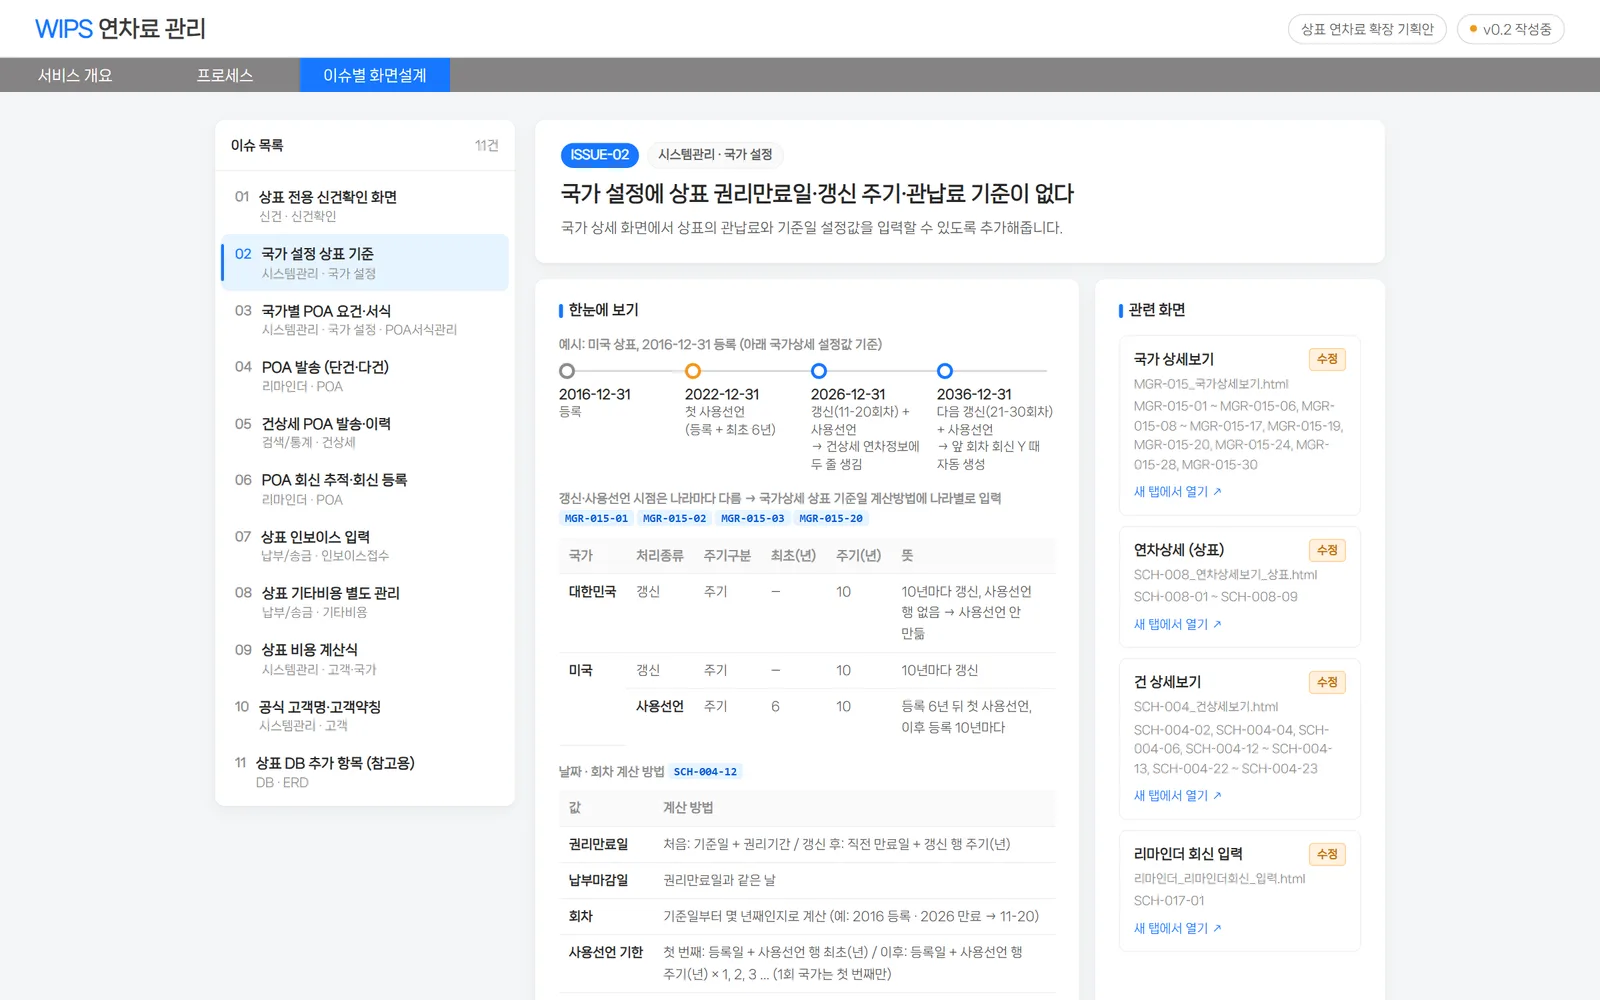 WIPS 연차료 관리
상표 연차료 확장 기획안
v0.2 작성중
서비스 개요
프로세스
이슈별 화면설계
이슈 목록
11건
01 상표 전용 신건확인 화면
신건 · 신건확인
02 국가 설정 상표 기준
시스템관리 · 국가 설정
03 국가별 POA 요건·서식
시스템관리 · 국가 설정 · POA서식관리
04 POA 발송 (단건·다건)
리마인더 · POA
05 건상세 POA 발송·이력
검색/통계 · 건상세
06 POA 회신 추적·회신 등록
리마인더 · POA
07 상표 인보이스 입력
납부/송금 · 인보이스접수
08 상표 기타비용 별도 관리
납부/송금 · 기타비용
09 상표 비용 계산식
시스템관리 · 고객·국가
10 공식 고객명·고객약칭
시스템관리 · 고객
11 상표 DB 추가 항목 (참고용)
DB · ERD
ISSUE-02
시스템관리 · 국가 설정
국가 설정에 상표 권리만료일·갱신 주기·관납료 기준이 없다
국가 상세 화면에서 상표의 관납료와 기준일 설정값을 입력할 수 있도록 추가해줍니다.
한눈에 보기
예시: 미국 상표, 2016-12-31 등록 (아래 국가상세 설정값 기준)
2016-12-31
등록
2022-12-31
첫 사용선언
(등록 + 최초 6년)
2026-12-31
갱신(11-20회차) +
사용선언
→ 건상세 연차정보에
두 줄 생김
2036-12-31
다음 갱신(21-30회차)
+ 사용선언
→ 앞 회차 회신 Y 때
자동 생성
갱신·사용선언 시점은 나라마다 다름 → 국가상세 상표 기준일 계산방법에 나라별로 입력
MGR-015-01 MGR-015-02 MGR-015-03 MGR-015-20
국가 처리종류 주기구분 최초(년) 주기(년) 뜻
대한민국 갱신 주기 – 10 10년마다 갱신, 사용선언
행 없음 → 사용선언 안
만듦
미국 갱신 주기 – 10 10년마다 갱신
사용선언 주기 6 10 등록 6년 뒤 첫 사용선언,
이후 등록 10년마다
날짜 · 회차 계산 방법 SCH-004-12
값 계산 방법
권리만료일 처음: 기준일 + 권리기간 / 갱신 후: 직전 만료일 + 갱신 행 주기(년)
납부마감일 권리만료일과 같은 날
회차 기준일부터 몇 년째인지로 계산 (예: 2016 등록 · 2026 만료 → 11-20)
사용선언 기한 첫 번째: 등록일 + 사용선언 행 최초(년) / 이후: 등록일 + 사용선언 행
주기(년) × 1, 2, 3 ... (1회 국가는 첫 번째만)
관련 화면
국가 상세보기 수정
MGR-015_국가상세보기.html
MGR-015-01 ~ MGR-015-06, MGR-
015-08 ~ MGR-015-17, MGR-015-19,
MGR-015-20, MGR-015-24, MGR-
015-28, MGR-015-30
새 탭에서 열기 ↗
연차상세 (상표) 수정
SCH-008_연차상세보기_상표.html
SCH-008-01 ~ SCH-008-09
새 탭에서 열기 ↗
건 상세보기 수정
SCH-004_건상세보기.html
SCH-004-02, SCH-004-04, SCH-
004-06, SCH-004-12 ~ SCH-004-
13, SCH-004-22 ~ SCH-004-23
새 탭에서 열기 ↗
리마인더 회신 입력 수정
리마인더_리마인더회신_입력.html
SCH-017-01
새 탭에서 열기 ↗